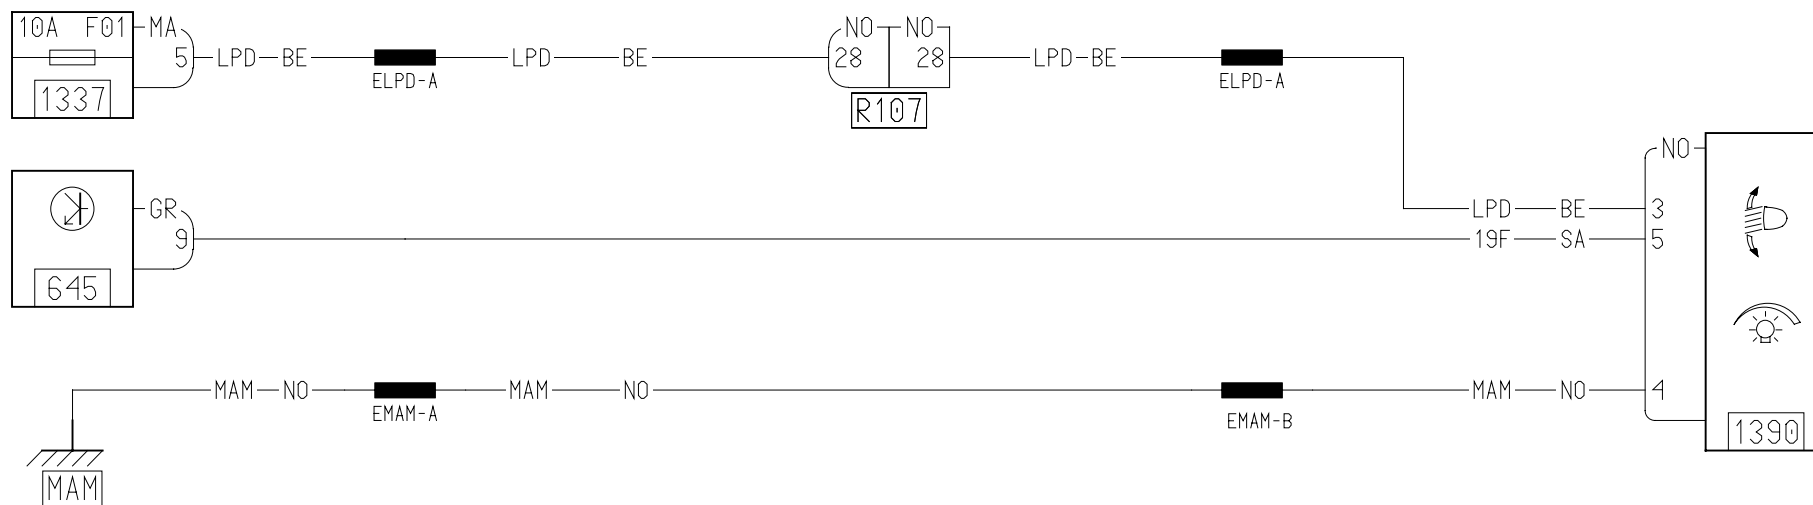 10A F01 MA
5 LPD BE
ELPD-A
LPD BE
NO NO
28 28
R107
LPD BE
ELPD-A
1337
NO
GR
9
645
LPD BE 3
19F SA 5
MAM NO
EMAM-A
MAM NO
EMAM-B
MAM NO 4
1390
MAM